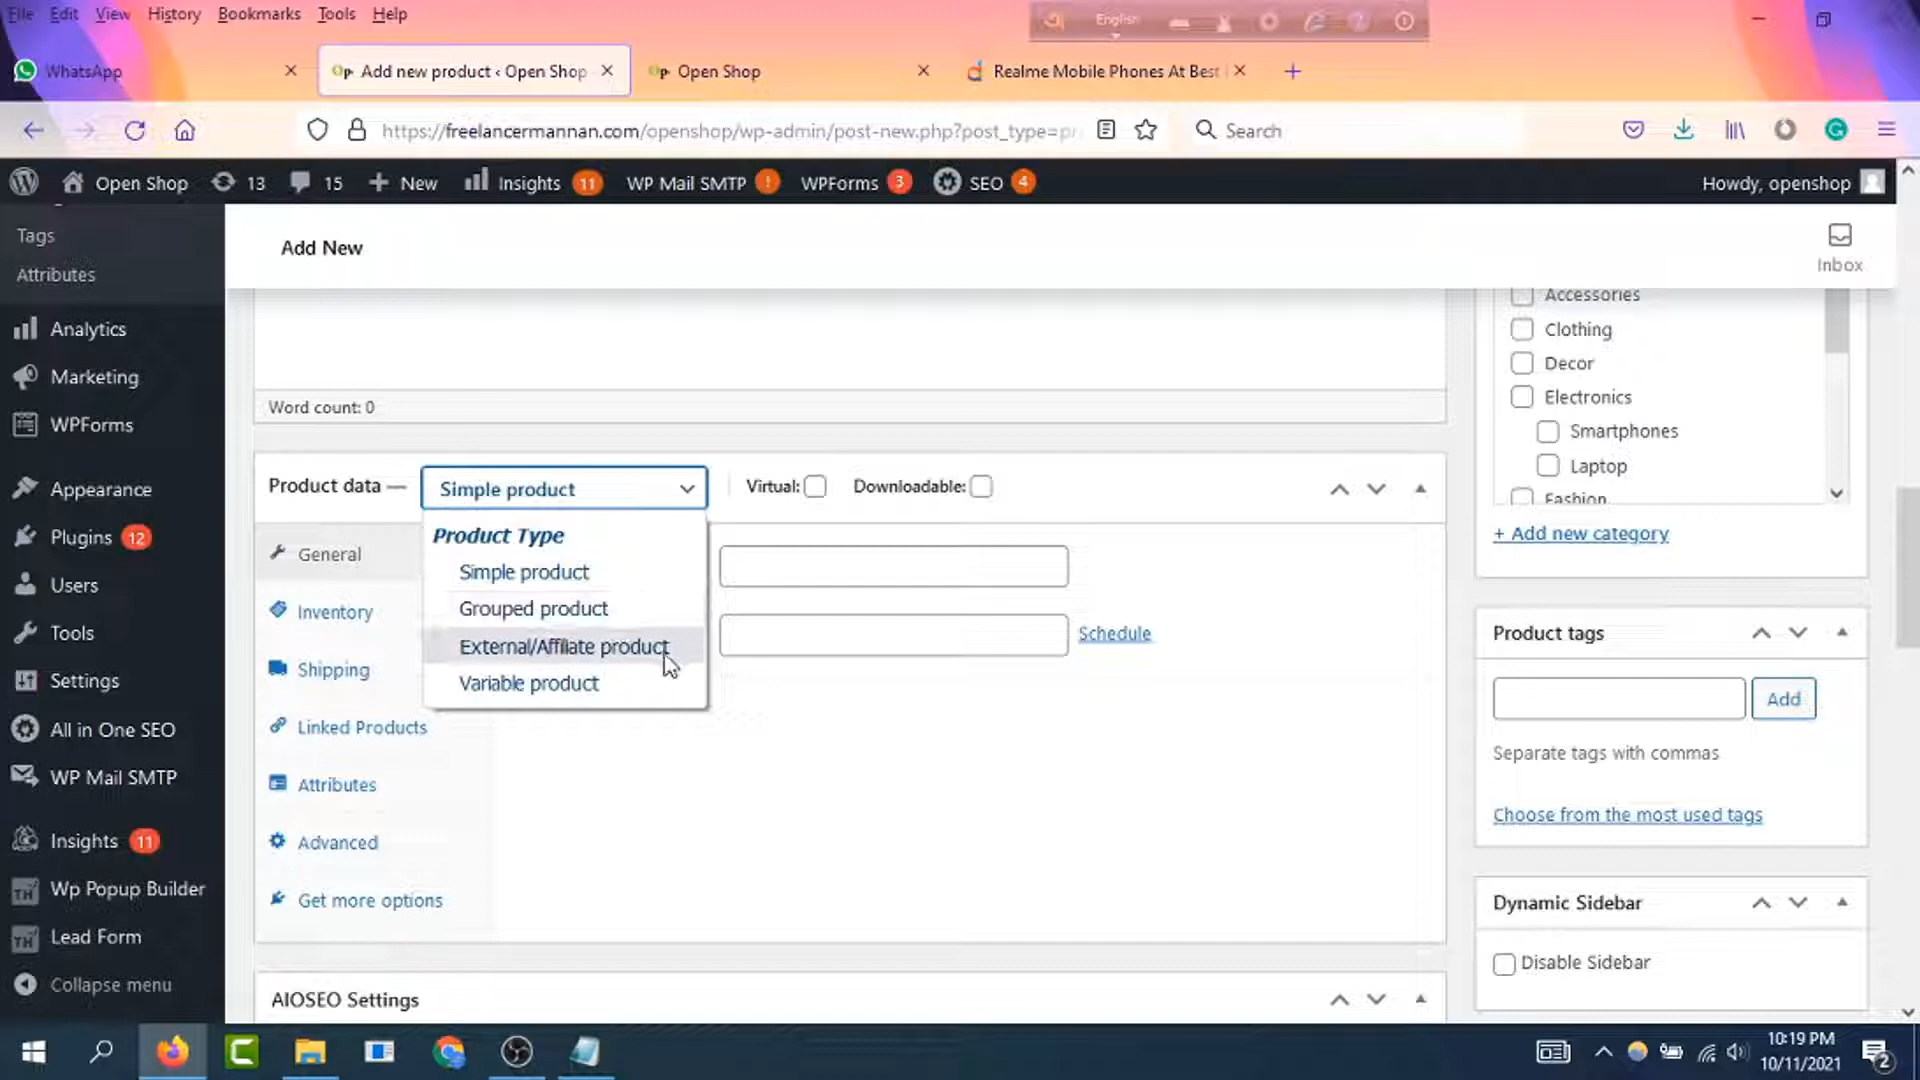 File Edit View History Bookmarks Tools Help
English
WhatsApp
Add new product ‹ Open Shop
Open Shop
Realme Mobile Phones At Best
https://freelancermannan.com/openshop/wp-admin/post-new.php?post_type=pr
Search
Open Shop 13 15 New Insights 11 WP Mail SMTP ! WPForms 3 SEO 4
Howdy, openshop
Tags
Attributes
Analytics
Marketing
WPForms
Appearance
Plugins 12
Users
Tools
Settings
All in One SEO
WP Mail SMTP
Insights 11
Wp Popup Builder
Lead Form
Collapse menu
Add New
Inbox
Word count: 0
Product data —
Simple product
Virtual:
Downloadable:
Product Type
Simple product
Grouped product
External/Affiliate product
Variable product
General
Inventory
Shipping
Linked Products
Attributes
Advanced
Get more options
Schedule
AIOSEO Settings
Accessories
Clothing
Decor
Electronics
Smartphones
Laptop
Fashion
+ Add new category
Product tags
Add
Separate tags with commas
Choose from the most used tags
Dynamic Sidebar
Disable Sidebar
10:19 PM
10/11/2021
2